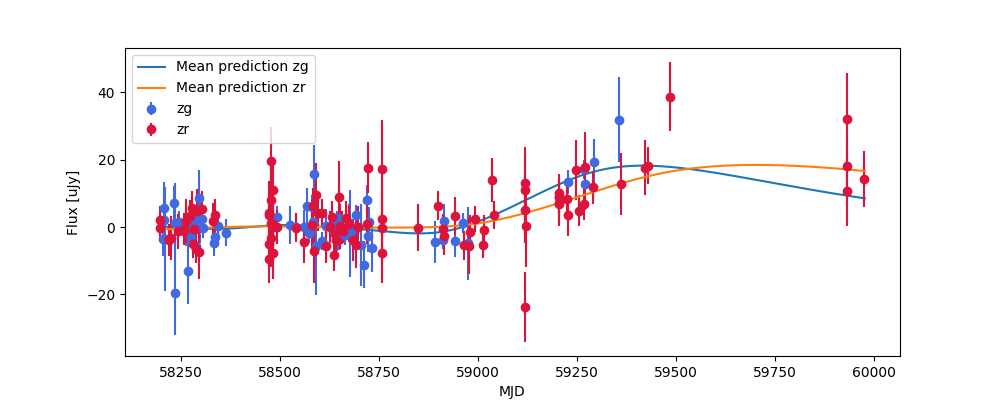 Mean prediction zg
Mean prediction zr
zg
zr
40
20
0
−20
Flux [uJy]
58250 58500 58750 59000 59250 59500 59750 60000
MJD